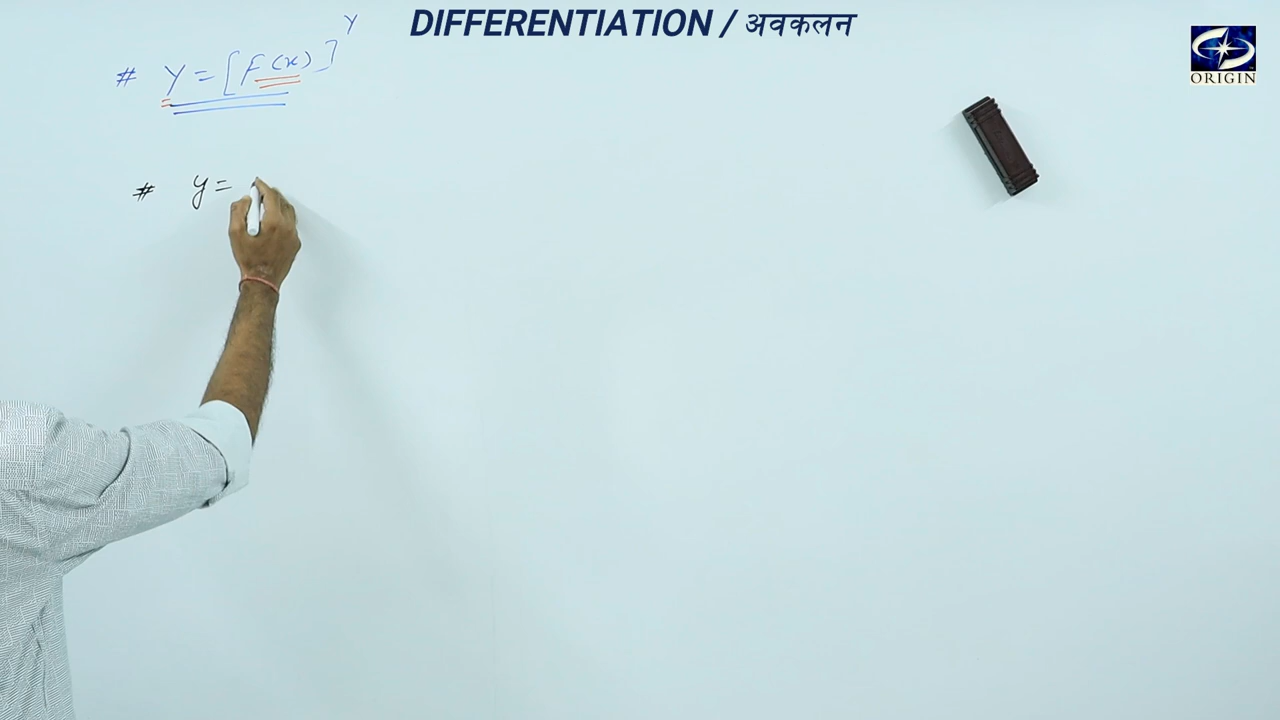 DIFFERENTIATION / अवकलन
# Y = [F(x)]^Y
ORIGIN
# y =